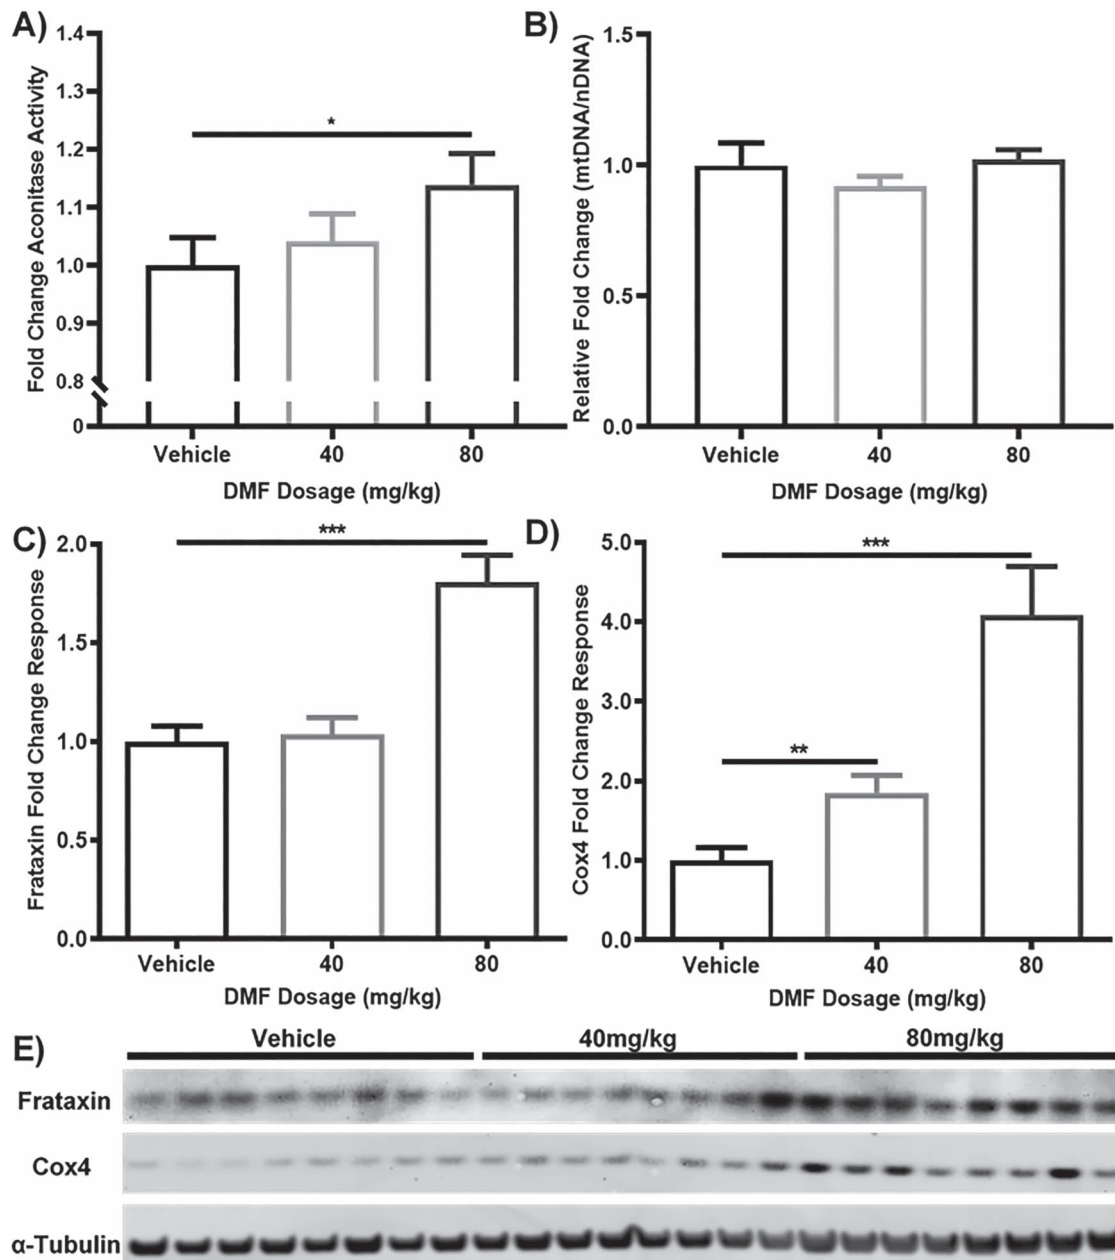 A)
Fold Change Aconitase Activity
1.4
1.3
1.2
1.1
1.0
0.9
0.8
0
*
Vehicle 40 80
DMF Dosage (mg/kg)
B)
Relative Fold Change (mtDNA/nDNA)
1.5
1.0
0.5
0.0
Vehicle 40 80
DMF Dosage (mg/kg)
C)
Frataxin Fold Change Response
2.0
1.5
1.0
0.5
0.0
***
Vehicle 40 80
DMF Dosage (mg/kg)
D)
Cox4 Fold Change Response
5.0
4.0
3.0
2.0
1.0
0.0
***
**
Vehicle 40 80
DMF Dosage (mg/kg)
E)
Vehicle 40mg/kg 80mg/kg
Frataxin
Cox4
α-Tubulin